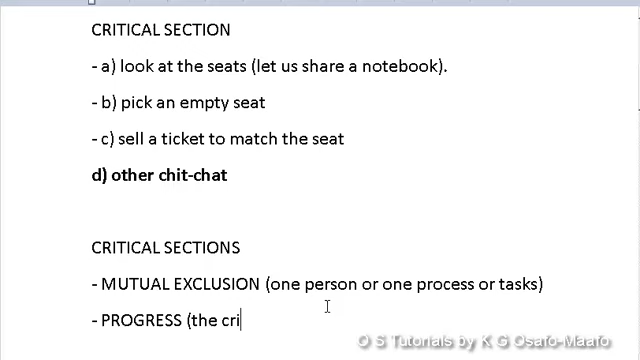 CRITICAL SECTION
- a) look at the seats (let us share a notebook).
- b) pick an empty seat
- c) sell a ticket to match the seat
d) other chit-chat
CRITICAL SECTIONS
- MUTUAL EXCLUSION (one person or one process or tasks)
- PROGRESS (the cri
O S Tutorials by K G Osafo-Maafo